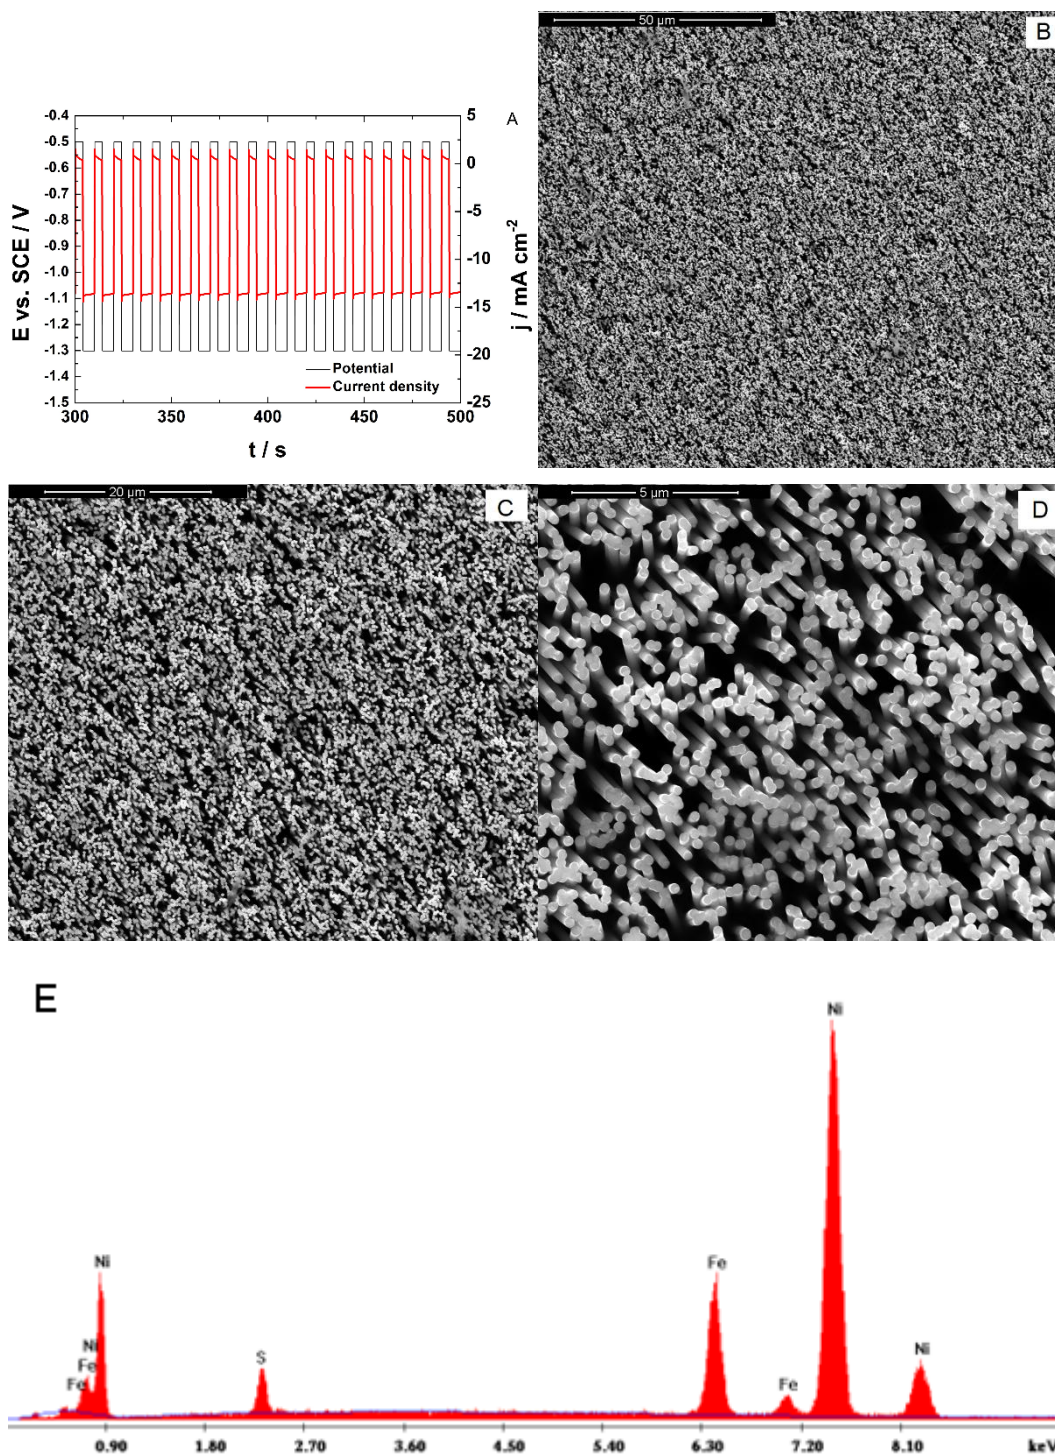 50 µm
B
A
-0.4
-0.5
-0.6
-0.7
-0.8
-0.9
-1.0
-1.1
-1.2
-1.3
-1.4
-1.5
E vs. SCE / V
5
0
-5
-10
-15
-20
-25
j / mA cm-2
Potential
Current density
300 350 400 450 500
t / s
20 µm
C
5 µm
D
E
Ni
Ni
Fe
Fe
S
Fe
Fe
Ni
Ni
0.90 1.80 2.70 3.60 4.50 5.40 6.30 7.20 8.10